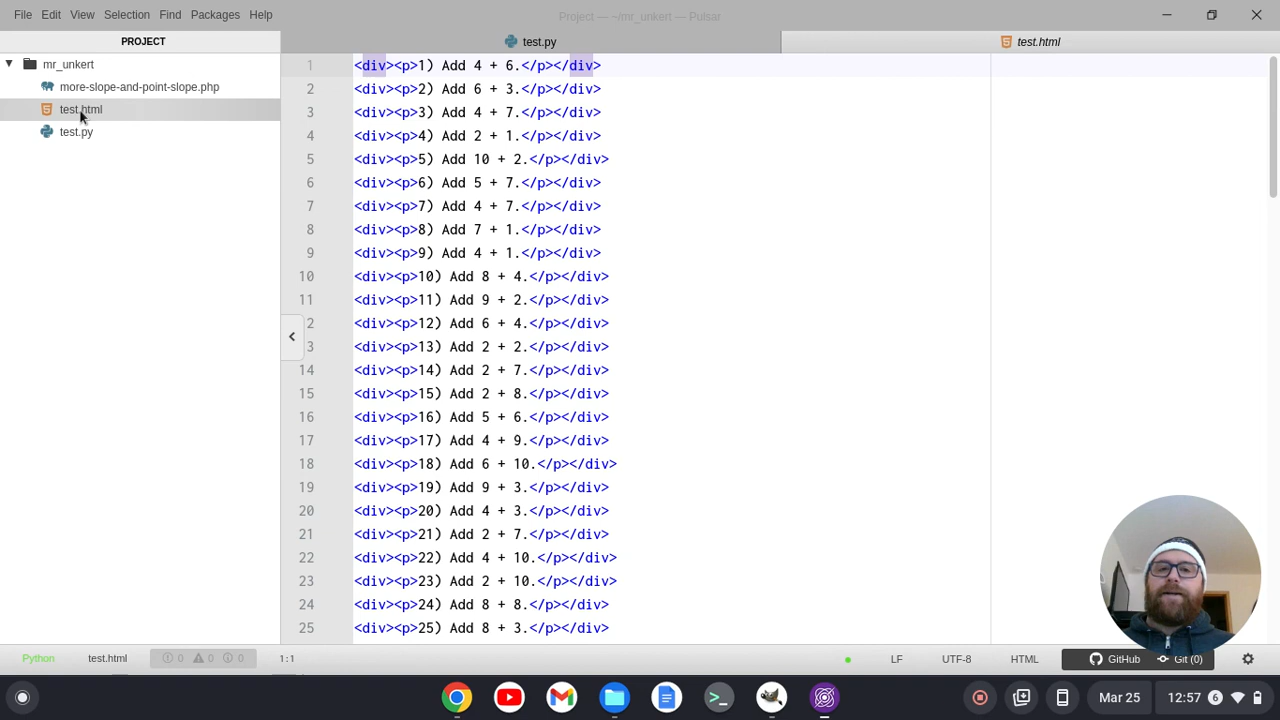 File Edit View Selection Find Packages Help
Project — ~/mr_unkert — Pulsar
PROJECT
test.py
test.html
mr_unkert
more-slope-and-point-slope.php
test.html
test.py
1 <div><p>1) Add 4 + 6.</p></div>
2 <div><p>2) Add 6 + 3.</p></div>
3 <div><p>3) Add 4 + 7.</p></div>
4 <div><p>4) Add 2 + 1.</p></div>
5 <div><p>5) Add 10 + 2.</p></div>
6 <div><p>6) Add 5 + 7.</p></div>
7 <div><p>7) Add 4 + 7.</p></div>
8 <div><p>8) Add 7 + 1.</p></div>
9 <div><p>9) Add 4 + 1.</p></div>
10 <div><p>10) Add 8 + 4.</p></div>
11 <div><p>11) Add 9 + 2.</p></div>
2 <div><p>12) Add 6 + 4.</p></div>
3 <div><p>13) Add 2 + 2.</p></div>
14 <div><p>14) Add 2 + 7.</p></div>
15 <div><p>15) Add 2 + 8.</p></div>
16 <div><p>16) Add 5 + 6.</p></div>
17 <div><p>17) Add 4 + 9.</p></div>
18 <div><p>18) Add 6 + 10.</p></div>
19 <div><p>19) Add 9 + 3.</p></div>
20 <div><p>20) Add 4 + 3.</p></div>
21 <div><p>21) Add 2 + 7.</p></div>
22 <div><p>22) Add 4 + 10.</p></div>
23 <div><p>23) Add 2 + 10.</p></div>
24 <div><p>24) Add 8 + 8.</p></div>
25 <div><p>25) Add 8 + 3.</p></div>
Python test.html 0 0 0 1:1 LF UTF-8 HTML GitHub Git (0)
Mar 25 12:57 6